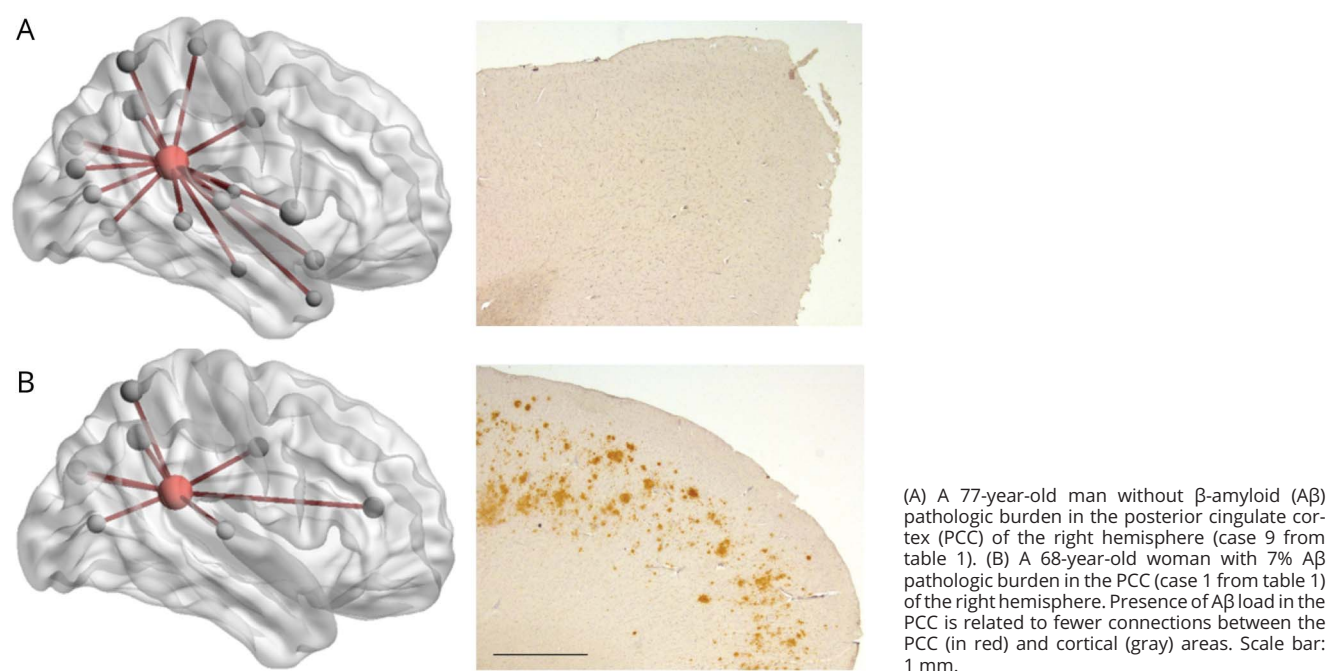 A
B
(A) A 77-year-old man without β-amyloid (Aβ)
pathologic burden in the posterior cingulate cor-
tex (PCC) of the right hemisphere (case 9 from
table 1). (B) A 68-year-old woman with 7% Aβ
pathologic burden in the PCC (case 1 from table 1)
of the right hemisphere. Presence of Aβ load in the
PCC is related to fewer connections between the
PCC (in red) and cortical (gray) areas. Scale bar:
1 mm.